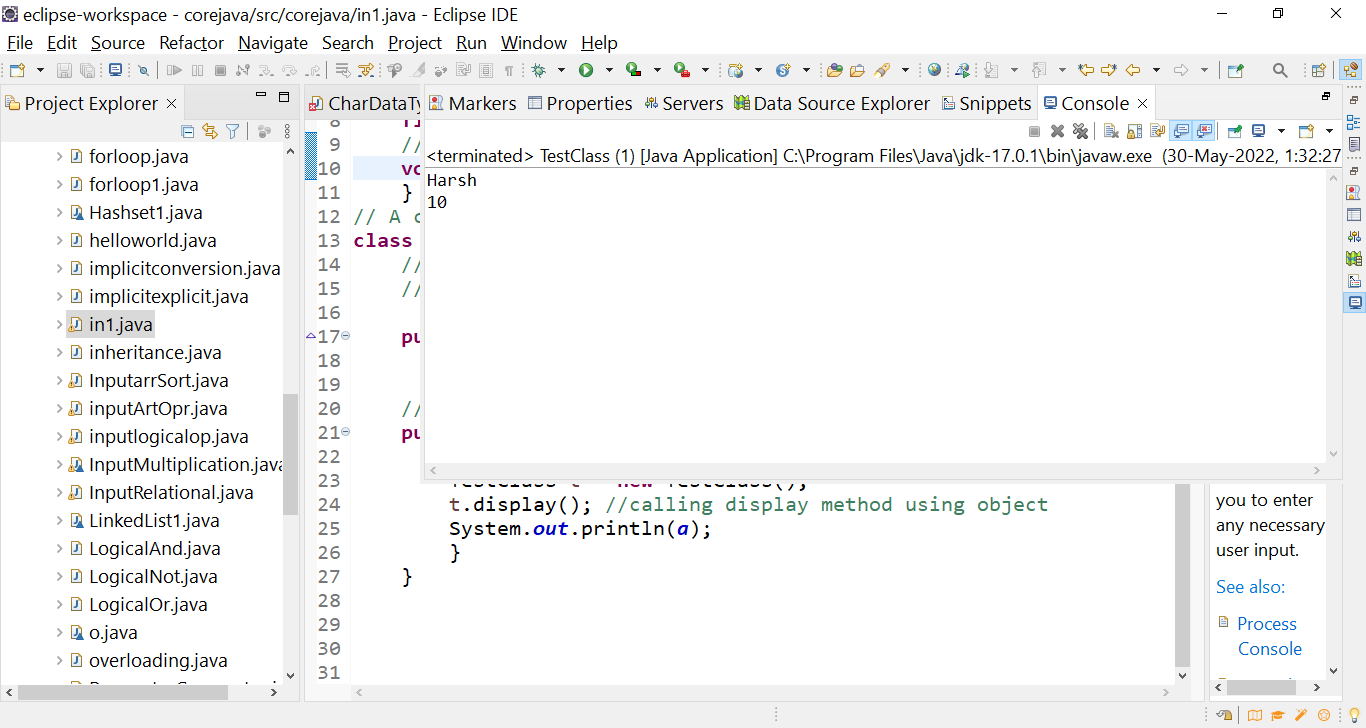 eclipse-workspace - corejava/src/corejava/in1.java - Eclipse IDE
File Edit Source Refactor Navigate Search Project Run Window Help
Project Explorer
forloop.java
forloop1.java
Hashset1.java
helloworld.java
implicitconversion.java
implicitexplicit.java
in1.java
inheritance.java
InputarrSort.java
inputArtOpr.java
inputlogicalop.java
InputMultiplication.java
InputRelational.java
LinkedList1.java
LogicalAnd.java
LogicalNot.java
LogicalOr.java
o.java
overloading.java
CharDataTy
Markers Properties Servers Data Source Explorer Snippets Console
<terminated> TestClass (1) [Java Application] C:\Program Files\Java\jdk-17.0.1\bin\javaw.exe (30-May-2022, 1:32:27
Harsh
10
8
9 //
10 vo
11 }
12 // A c
13 class
14 //
15 //
16
17 pu
18
19
20 //
21 pu
22
23 TestClass t new TestClass();
24 t.display(); //calling display method using object
25 System.out.println(a);
26 }
27 }
28
29
30
31
you to enter
any necessary
user input.
See also:
Process
Console